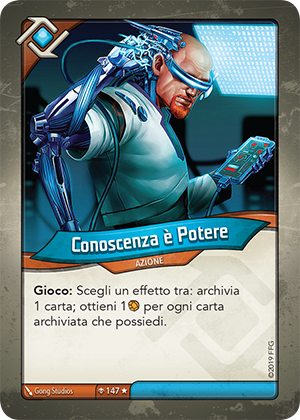 Conoscenza è Potere
AZIONE
Gioco: Scegli un effetto tra: archivia
1 carta; ottieni 1 per ogni carta
archiviata che possiedi.
©2019 FFG
Gong Studios 147